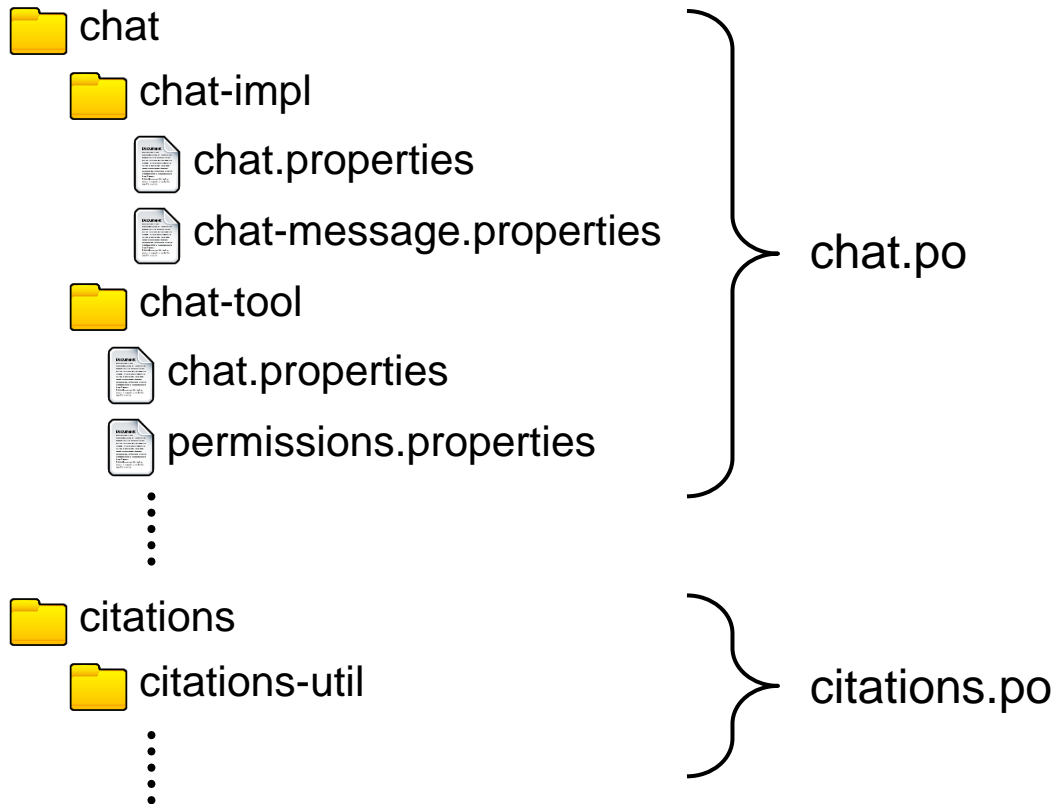 chat
chat-impl
chat.properties
chat-message.properties
chat.po
chat-tool
chat.properties
permissions.properties
citations
citations-util
citations.po